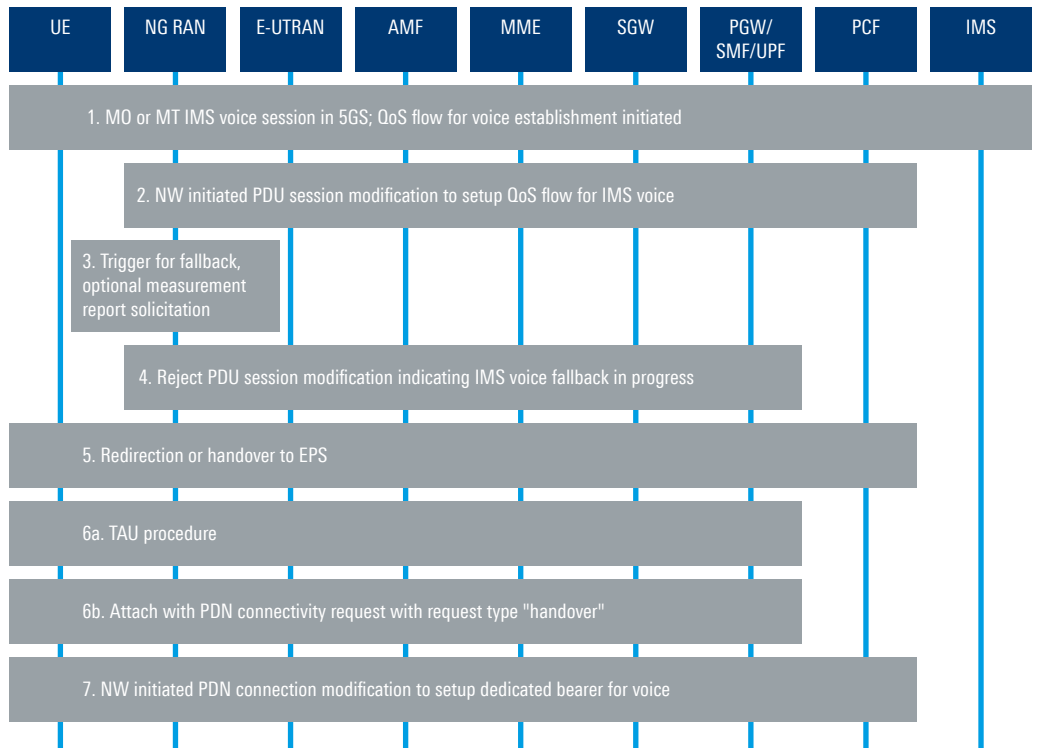 UE
NG RAN
E-UTRAN
AMF
MME
SGW
PGW/
SMF/UPF
PCF
IMS
1. MO or MT IMS voice session in 5GS; QoS flow for voice establishment initiated
2. NW initiated PDU session modification to setup QoS flow for IMS voice
3. Trigger for fallback,
optional measurement
report solicitation
4. Reject PDU session modification indicating IMS voice fallback in progress
5. Redirection or handover to EPS
6a. TAU procedure
6b. Attach with PDN connectivity request with request type "handover"
7. NW initiated PDN connection modification to setup dedicated bearer for voice